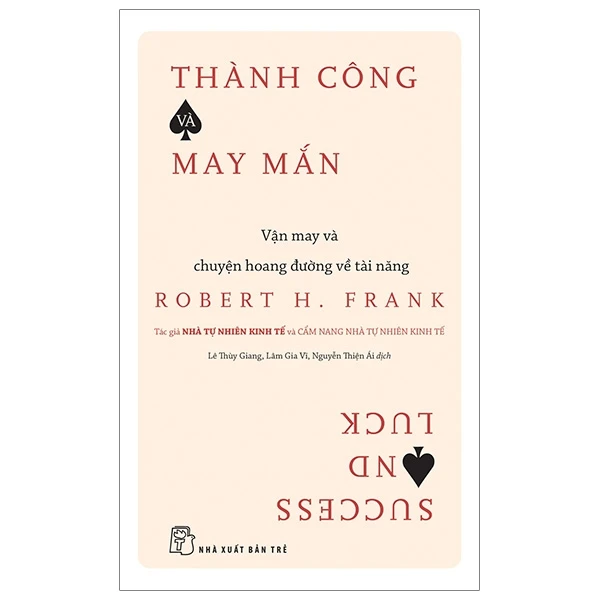 THÀNH CÔNG
VÀ
MAY MẮN
Vận may và
chuyện hoang đường về tài năng
ROBERT H. FRANK
Tác giả NHÀ TỰ NHIÊN KINH TẾ và CẨM NANG NHÀ TỰ NHIÊN KINH TẾ
Lê Thùy Giang, Lâm Gia Vĩ, Nguyễn Thiện Ái dịch
SUCCESS
ND
LUCK
NHÀ XUẤT BẢN TRẺ